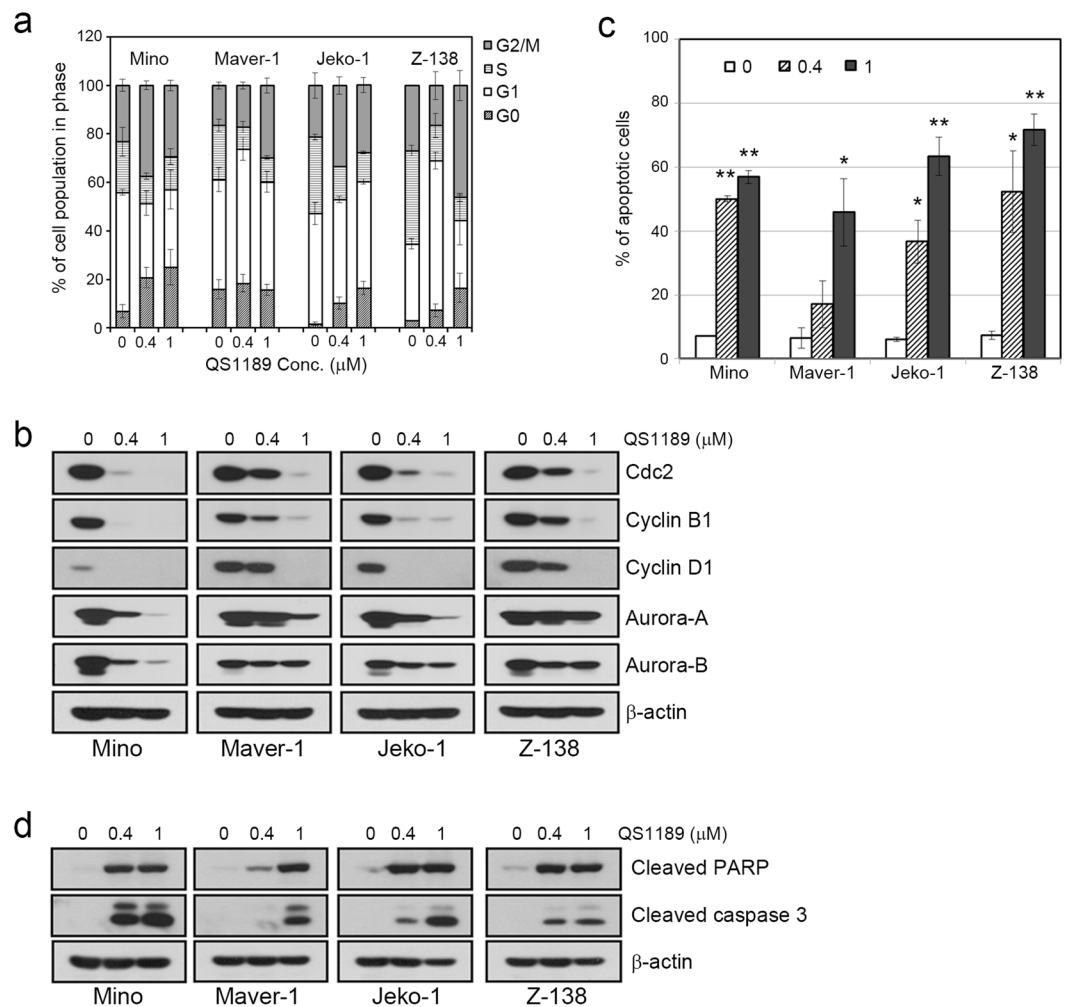 a
120
100
80
60
40
20
0
% of cell population in phase
Mino Maver-1 Jeko-1 Z-138
G2/M
S
G1
G0
0 0.4 1 0 0.4 1 0 0.4 1 0 0.4 1
QS1189 Conc. (μM)
c
100
80
60
40
20
0
% of apoptotic cells
0 0.4 1
** ** * * ** * **
Mino Maver-1 Jeko-1 Z-138
b
0 0.4 1 0 0.4 1 0 0.4 1 0 0.4 1 QS1189 (μM)
Cdc2
Cyclin B1
Cyclin D1
Aurora-A
Aurora-B
β-actin
Mino Maver-1 Jeko-1 Z-138
d
0 0.4 1 0 0.4 1 0 0.4 1 0 0.4 1 QS1189 (μM)
Cleaved PARP
Cleaved caspase 3
β-actin
Mino Maver-1 Jeko-1 Z-138